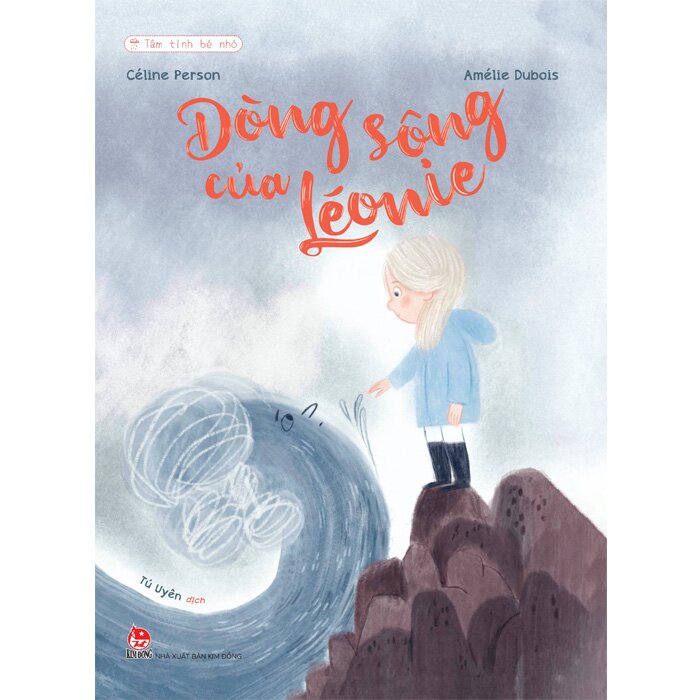 Tâm tình bé nhỏ
Céline Person
Amélie Dubois
Dòng sông
của Léonie
Tú Uyên dịch
KIM ĐỒNG
NHÀ XUẤT BẢN KIM ĐỒNG